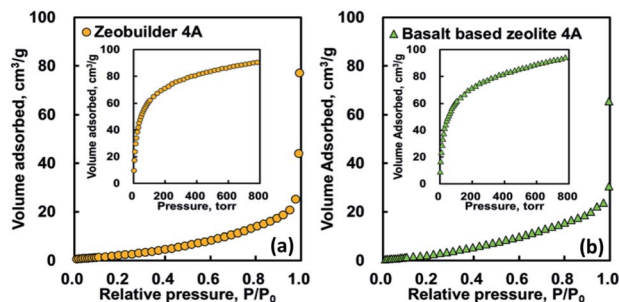 100
80
60
40
20
0
Volume adsorbed, cm³/g
Zeobuilder 4A
100
80
60
40
20
0
Volume adsorbed, cm³/g
0 200 400 600 800
Pressure, torr
(a)
0.0 0.2 0.4 0.6 0.8 1.0
Relative pressure, P/P₀
100
80
60
40
20
0
Volume Adsorbed, cm³/g
Basalt based zeolite 4A
100
80
60
40
20
0
Volume Adsorbed, cm³/g
0 200 400 600 800
Pressure, torr
(b)
0.0 0.2 0.4 0.6 0.8 1.0
Relative pressure, P/P₀